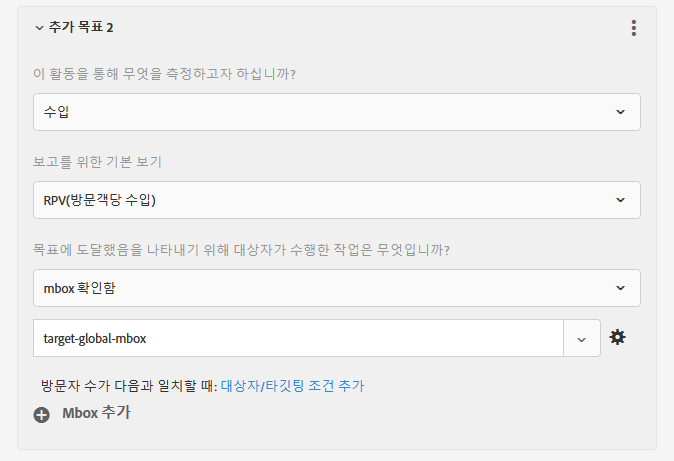 추가 목표 2
이 활동을 통해 무엇을 측정하고자 하십니까?
수입
보고를 위한 기본 보기
RPV(방문객당 수입)
목표에 도달했음을 나타내기 위해 대상자가 수행한 작업은 무엇입니까?
mbox 확인함
target-global-mbox
방문자 수가 다음과 일치할 때: 대상자/타깃팅 조건 추가
Mbox 추가